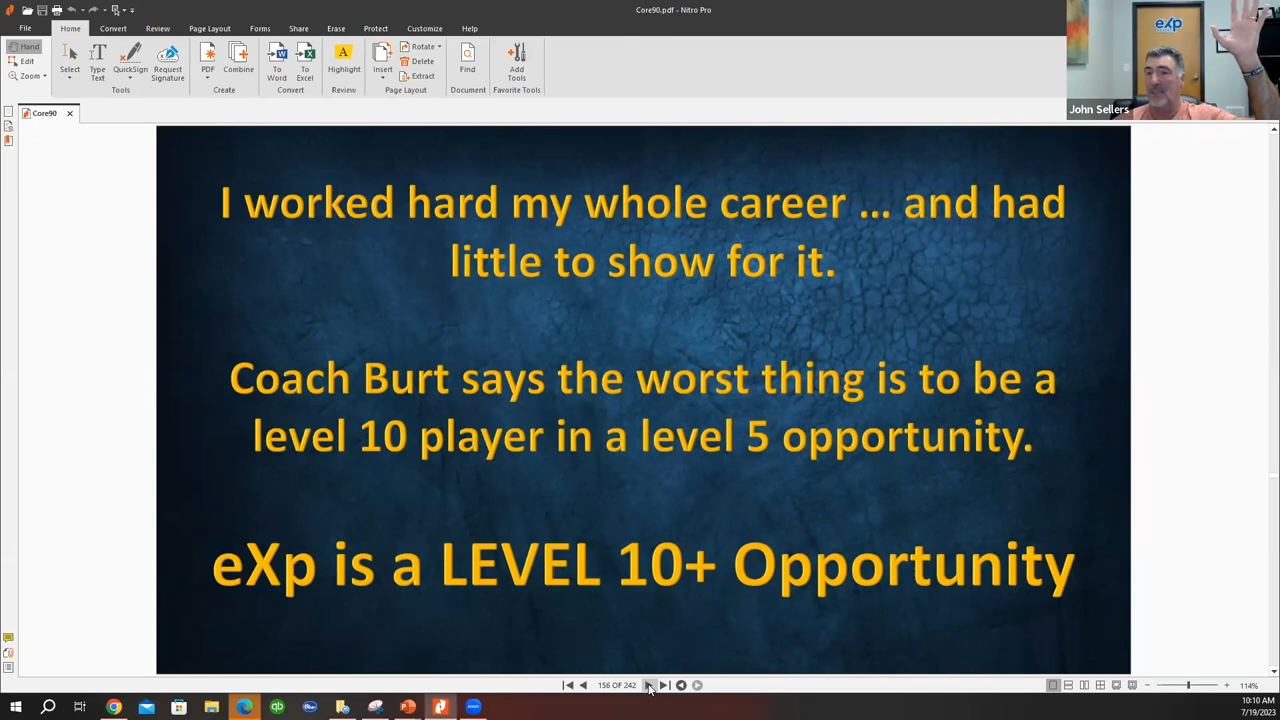 Core90.pdf - Nitro Pro
File Home Convert Review Page Layout Forms Share Erase Protect Customize Help
Hand
Edit
Zoom
Select
Type Text
QuickSign
Request Signature
Tools
PDF
Combine
Create
To Word
To Excel
Convert
Highlight
Review
Insert
Rotate
Delete
Extract
Page Layout
Find
Document
Add Tools
Favorite Tools
exp
John Sellers
Core90
I worked hard my whole career ... and had
little to show for it.
Coach Burt says the worst thing is to be a
level 10 player in a level 5 opportunity.
eXp is a LEVEL 10+ Opportunity
156 OF 242
114%
10:10 AM
7/19/2023